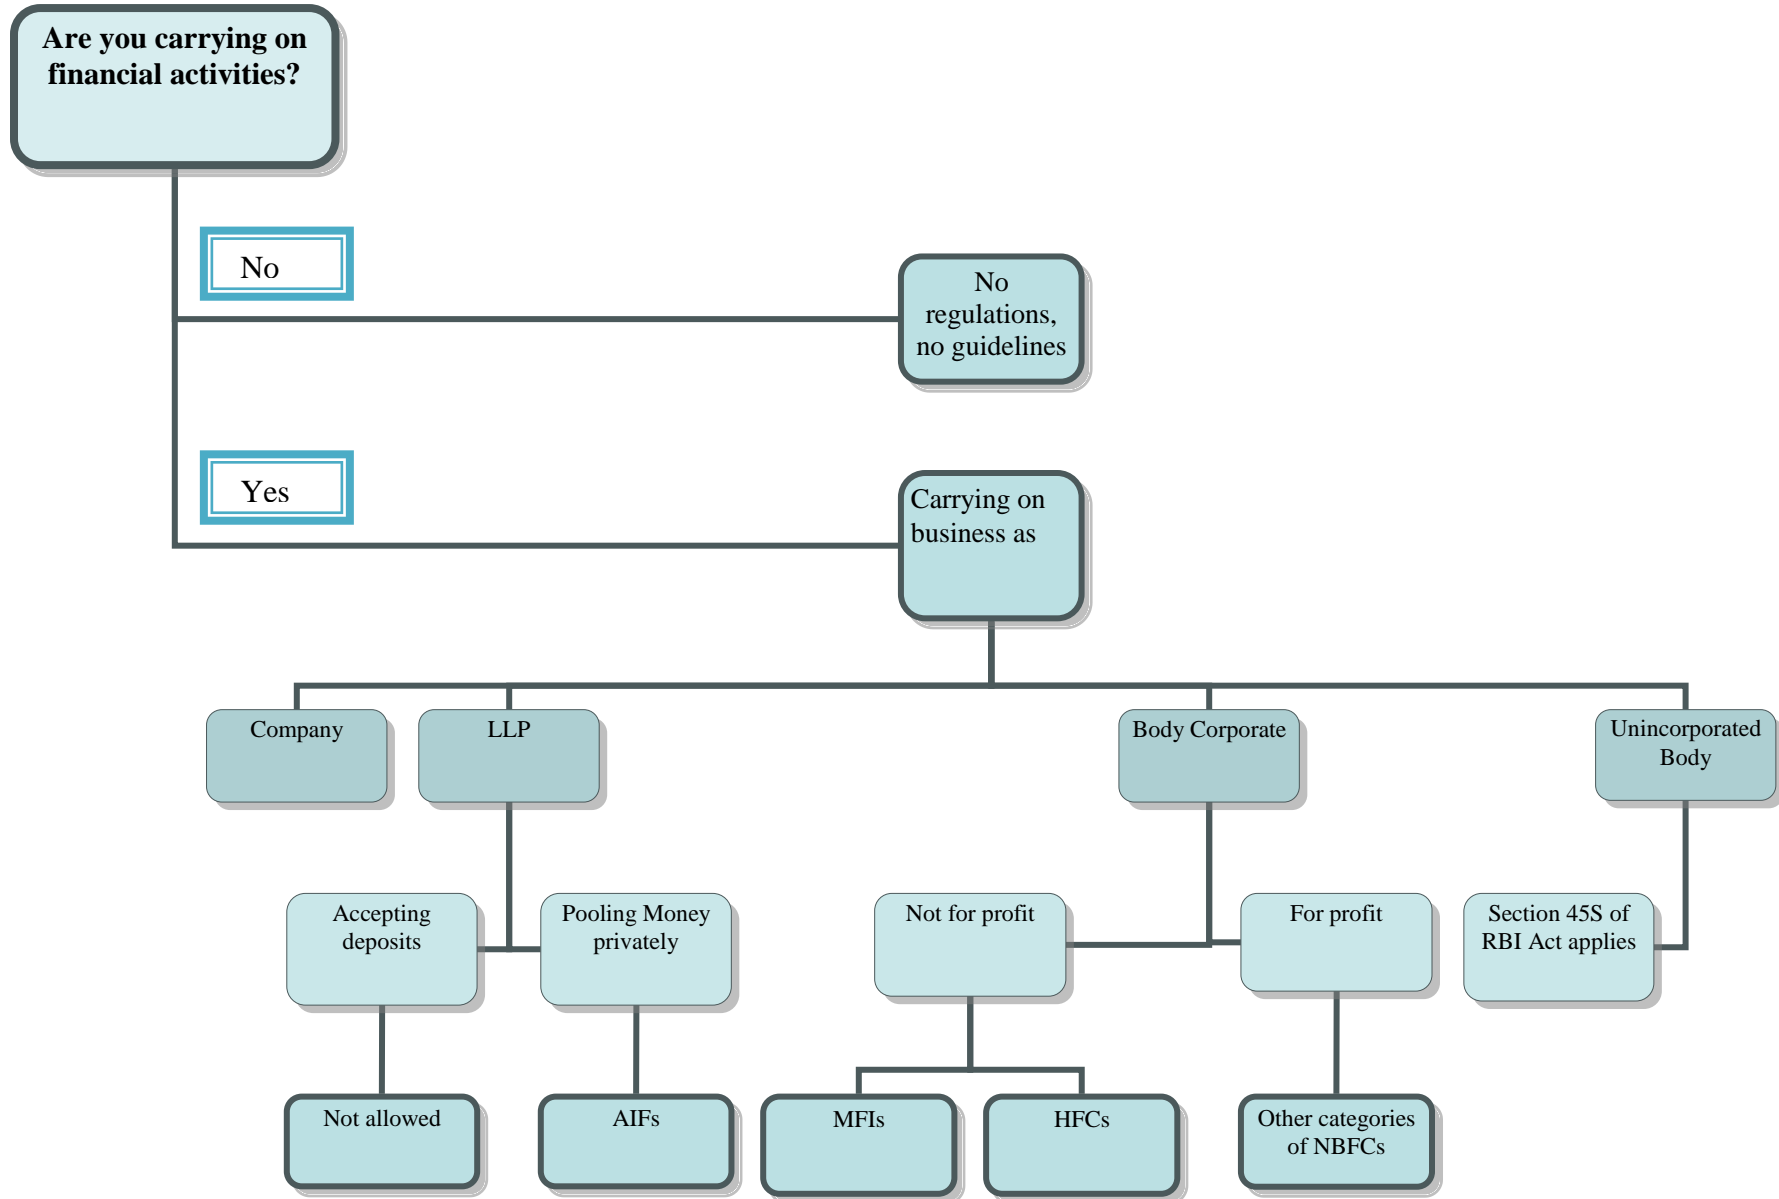 Are you carrying on
financial activities?
No
No
regulations,
no guidelines
Yes
Carrying on
business as
Company
LLP
Body Corporate
Unincorporated
Body
Accepting
deposits
Pooling Money
privately
Not for profit
For profit
Section 45S of
RBI Act applies
Not allowed
AIFs
MFIs
HFCs
Other categories
of NBFCs